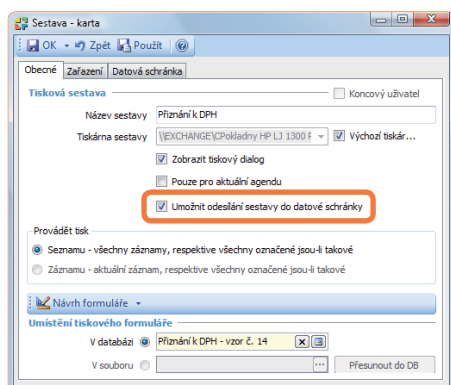 Sestava - karta
OK Zpět Použít
Obecné Zařazení Datová schránka
Tisková sestava Koncový uživatel
Název sestavy Přiznání k DPH
Tiskárna sestavy \\EXCHANGE\CPokladny HP LJ 1300 F Výchozí tiskár...
Zobrazit tiskový dialog
Pouze pro aktuální agendu
Umožnit odesílání sestavy do datové schránky
Provádět tisk
Seznamu - všechny záznamy, respektive všechny označené jsou-li takové
Záznamu - aktuální záznam, respektive všechny označené jsou-li takové
Návrh formuláře
Umístění tiskového formuláře
V databázi Přiznání k DPH - vzor č. 14
V souboru ... Přesunout do DB